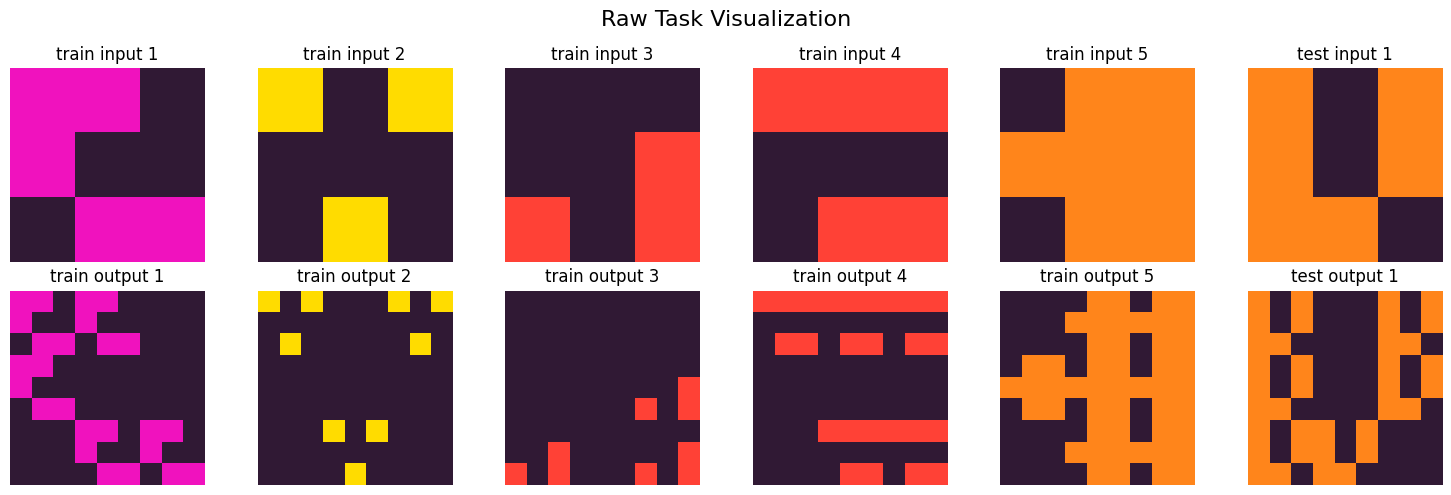 Raw Task Visualization
train input 1
train input 2
train input 3
train input 4
train input 5
test input 1
train output 1
train output 2
train output 3
train output 4
train output 5
test output 1